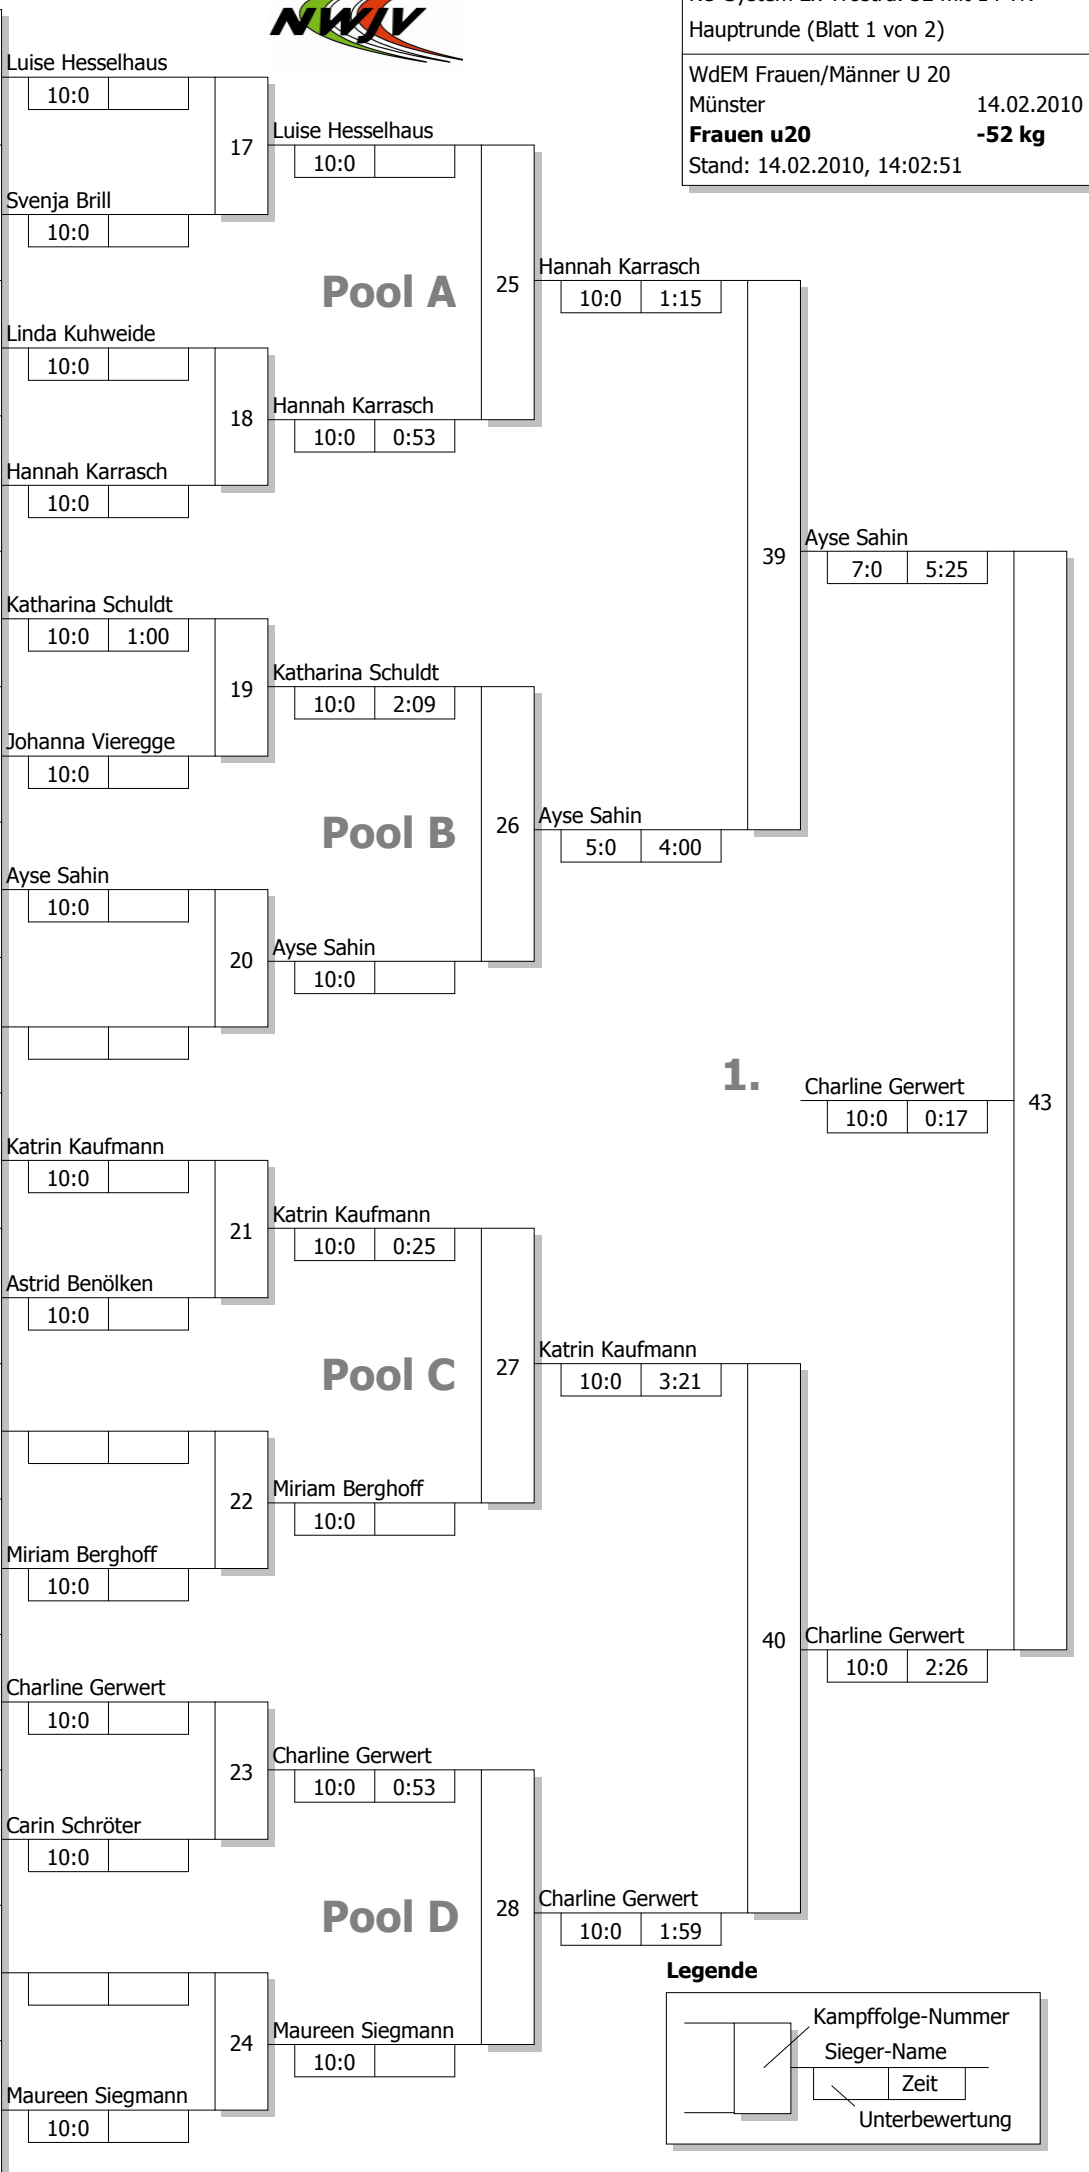 NWJV
Hauptrunde (Blatt 1 von 2)
WdEM Frauen/Männer U 20
Münster 14.02.2010
Frauen u20 -52 kg
Stand: 14.02.2010, 14:02:51
Luise Hesselhaus
10:0
17
Luise Hesselhaus
10:0
Svenja Brill
10:0
Pool A
25
Hannah Karrasch
10:0 1:15
Linda Kuhweide
10:0
18
Hannah Karrasch
10:0 0:53
Hannah Karrasch
10:0
39
Ayse Sahin
7:0 5:25
Katharina Schuldt
10:0 1:00
19
Katharina Schuldt
10:0 2:09
Johanna Vieregge
10:0
Pool B
26
Ayse Sahin
5:0 4:00
Ayse Sahin
10:0
20
Ayse Sahin
10:0
1.
Charline Gerwert
10:0 0:17
43
Katrin Kaufmann
10:0
21
Katrin Kaufmann
10:0 0:25
Astrid Benölken
10:0
Pool C
27
Katrin Kaufmann
10:0 3:21
22
Miriam Berghoff
10:0
Miriam Berghoff
10:0
40
Charline Gerwert
10:0 2:26
Charline Gerwert
10:0
23
Charline Gerwert
10:0 0:53
Carin Schröter
10:0
Pool D
28
Charline Gerwert
10:0 1:59
24
Maureen Siegmann
10:0
Maureen Siegmann
10:0
Legende
Kampffolge-Nummer
Sieger-Name
Zeit
Unterbewertung